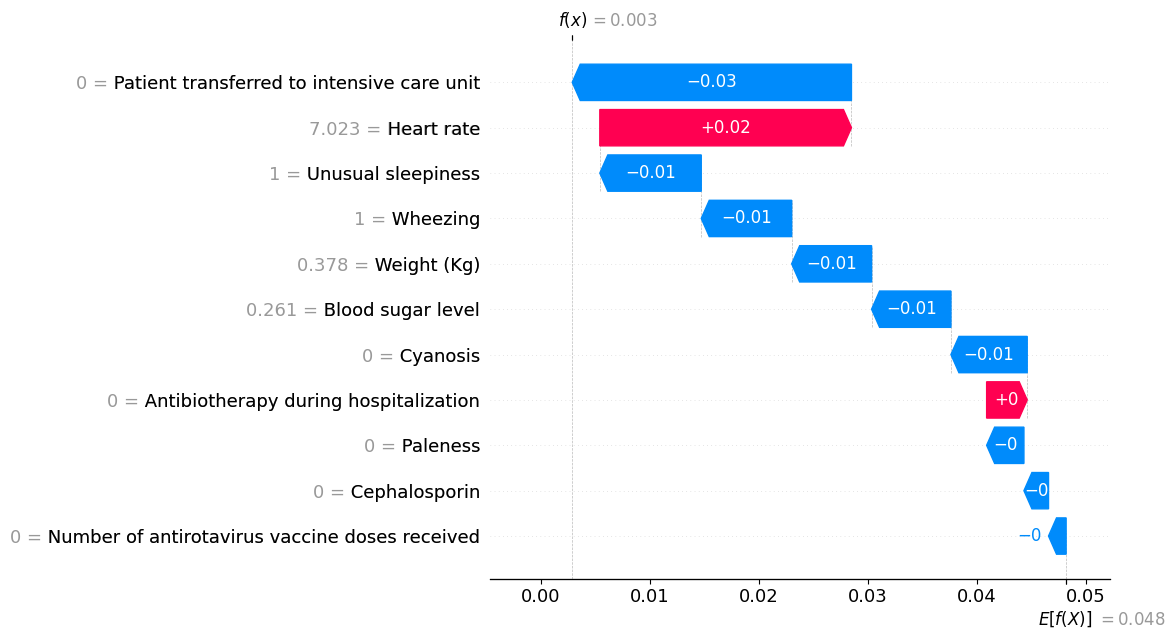 f(x) = 0.003
0 = Patient transferred to intensive care unit
−0.03
7.023 = Heart rate
+0.02
1 = Unusual sleepiness
−0.01
1 = Wheezing
−0.01
0.378 = Weight (Kg)
−0.01
0.261 = Blood sugar level
−0.01
0 = Cyanosis
−0.01
0 = Antibiotherapy during hospitalization
+0
0 = Paleness
−0
0 = Cephalosporin
−0
0 = Number of antirotavirus vaccine doses received
−0
0.00 0.01 0.02 0.03 0.04 0.05
E[f(X)] = 0.048